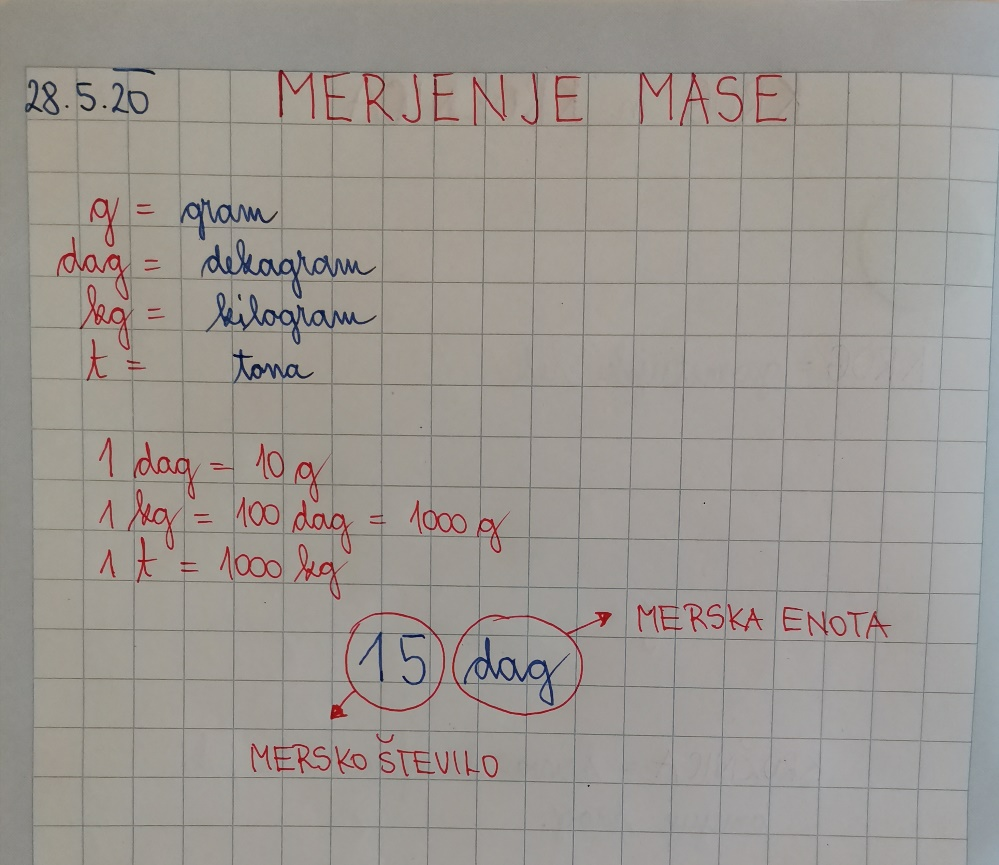 28.5.20 MERJENJE MASE
g = gram
dag = dekagram
kg = kilogram
t = tona
1 dag = 10 g
1 kg = 100 dag = 1000 g
1 t = 1000 kg
MERSKA ENOTA
15 dag
MERSKO ŠTEVILO